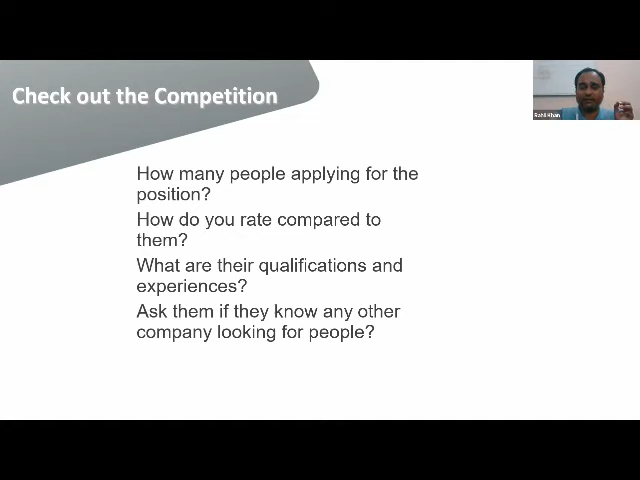 Check out the Competition
Rahil Khan
How many people applying for the
position?
How do you rate compared to
them?
What are their qualifications and
experiences?
Ask them if they know any other
company looking for people?